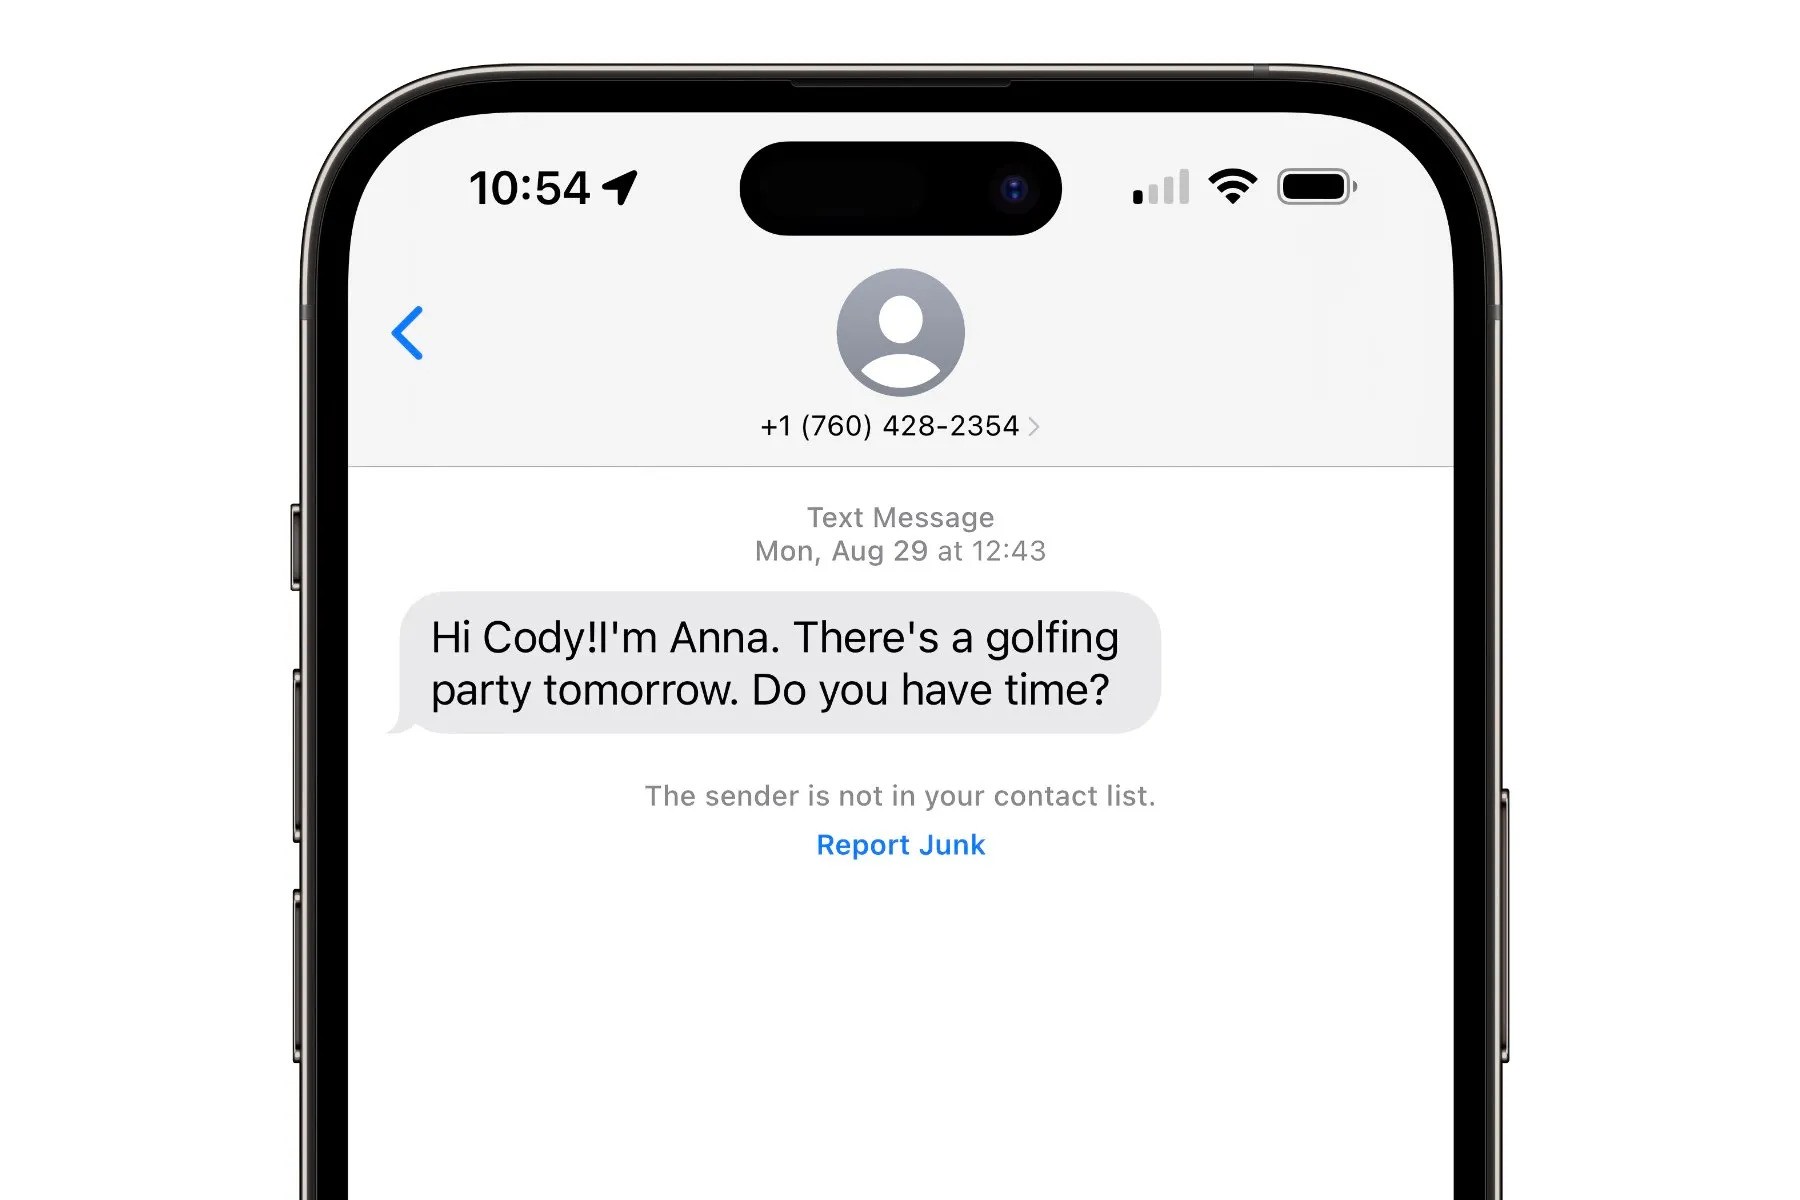 10:54
+1 (760) 428-2354
Text Message
Mon, Aug 29 at 12:43
Hi Cody!I'm Anna. There's a golfing
party tomorrow. Do you have time?
The sender is not in your contact list.
Report Junk